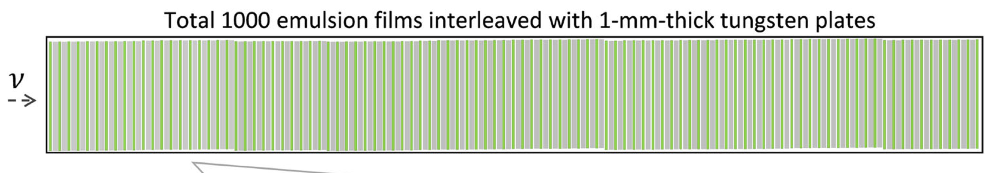 Total 1000 emulsion films interleaved with 1-mm-thick tungsten plates
ν